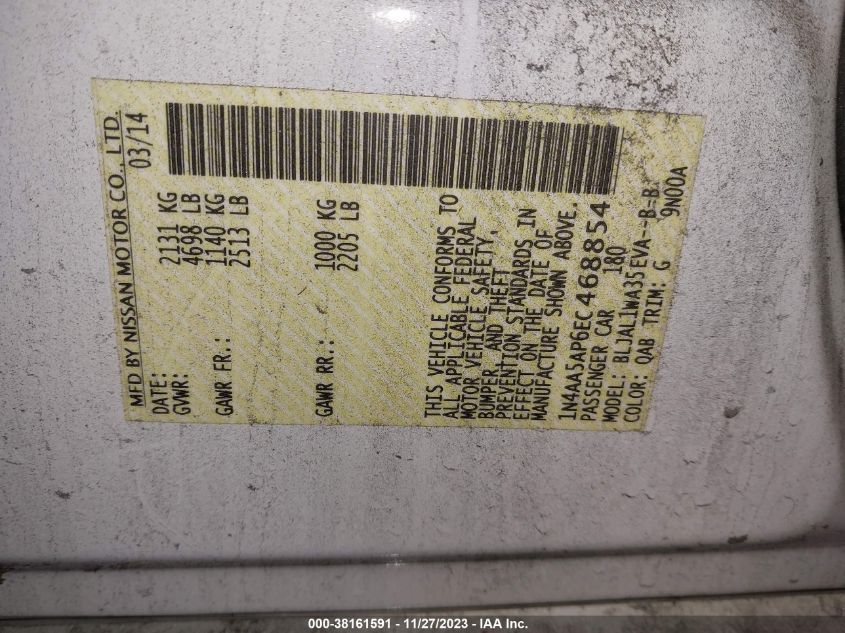 MFD BY NISSAN MOTOR CO., LTD.
DATE: 03/14
GVWR: 2131 KG
4698 LB
GAWR FR.: 1140 KG
2513 LB
GAWR RR.: 1000 KG
2205 LB
THIS VEHICLE CONFORMS TO
ALL APPLICABLE FEDERAL
MOTOR VEHICLE SAFETY,
BUMPER, AND THEFT
PREVENTION STANDARDS IN
EFFECT ON THE DATE OF
MANUFACTURE SHOWN ABOVE.
1N4AA5AP6EC468854
PASSENGER CAR 180
MODEL: BLJAL1WA35EVA--B-B
COLOR: QAB TRIM: G 9N00A
000-38161591 - 11/27/2023 - IAA Inc.